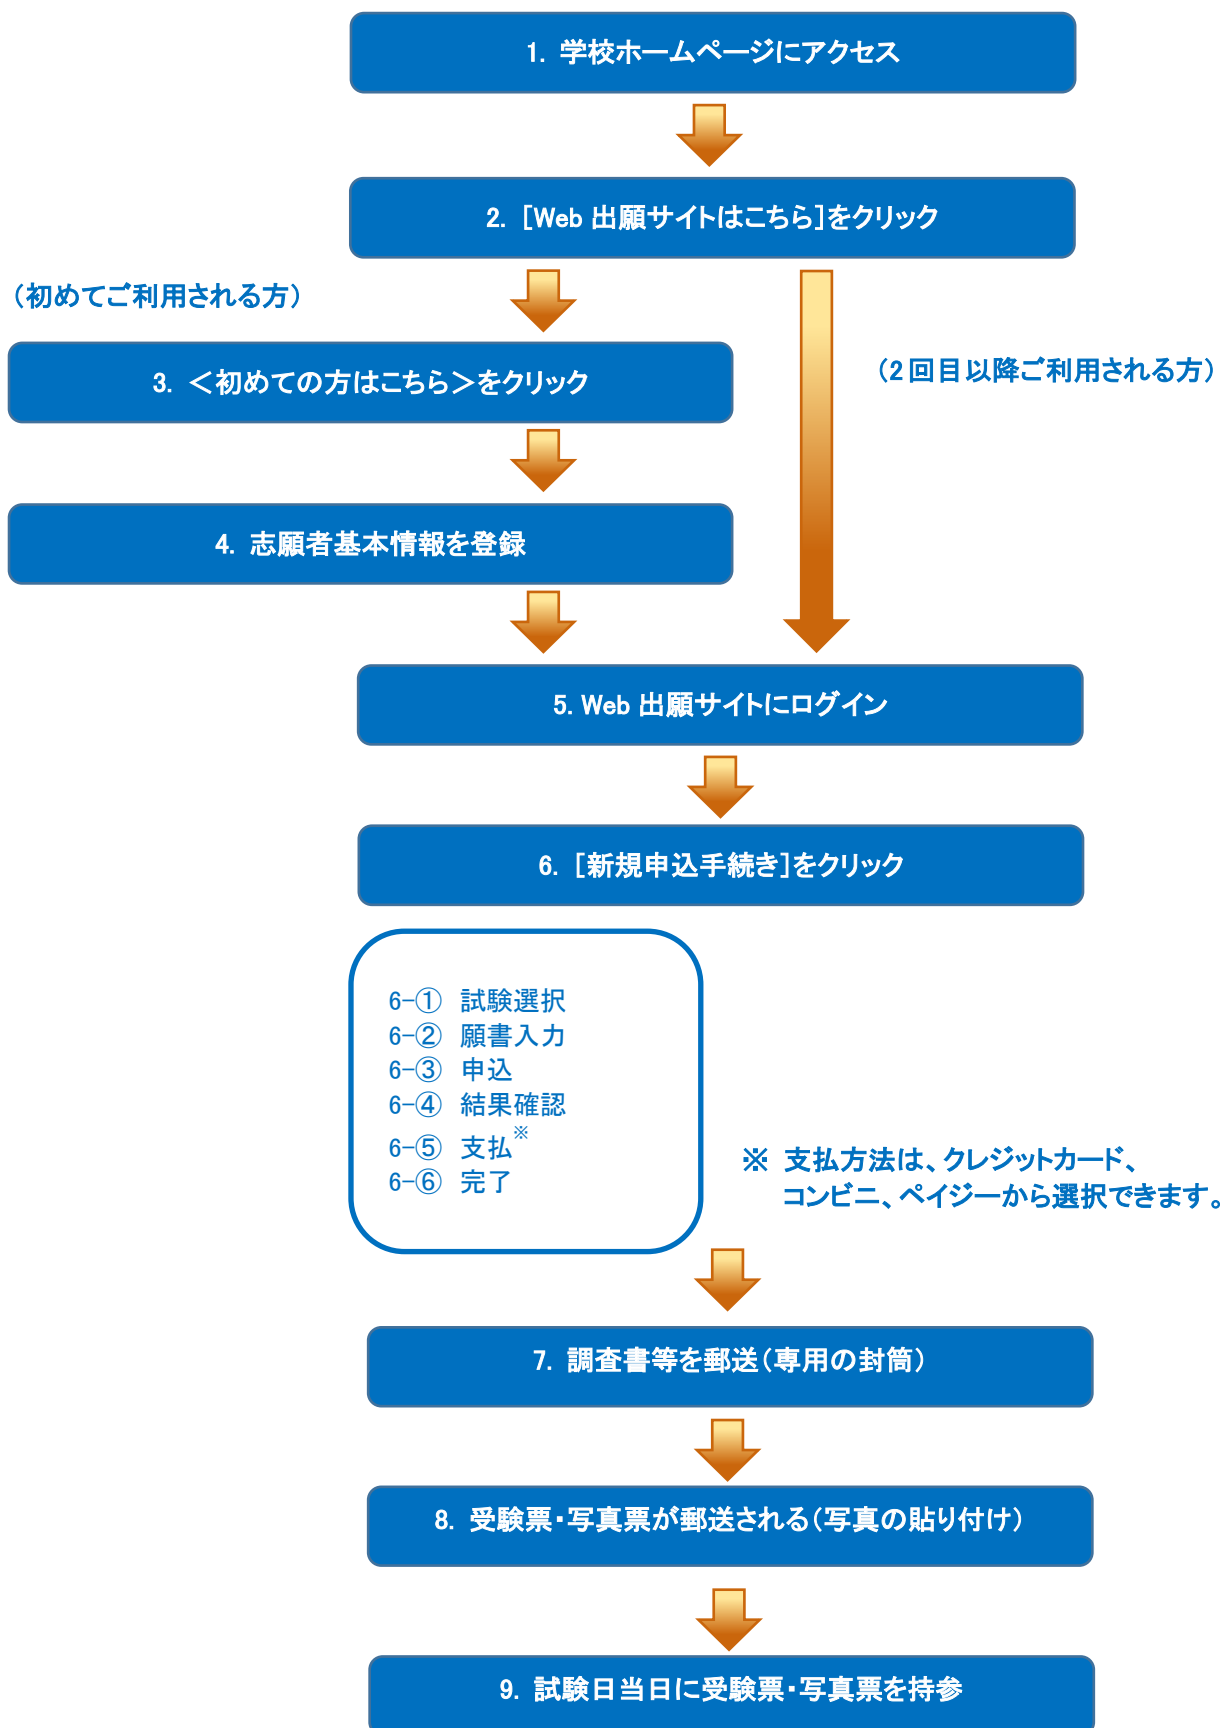 1. 学校ホームページにアクセス
2. [Web 出願サイトはこちら]をクリック
(初めてご利用される方)
(2回目以降ご利用される方)
3. <初めての方はこちら>をクリック
4. 志願者基本情報を登録
5. Web 出願サイトにログイン
6. [新規申込手続き]をクリック
6-① 試験選択
6-② 願書入力
6-③ 申込
6-④ 結果確認
6-⑤ 支払※
6-⑥ 完了
※ 支払方法は、クレジットカード、
コンビニ、ペイジーから選択できます。
7. 調査書等を郵送(専用の封筒)
8. 受験票・写真票が郵送される(写真の貼り付け)
9. 試験日当日に受験票・写真票を持参